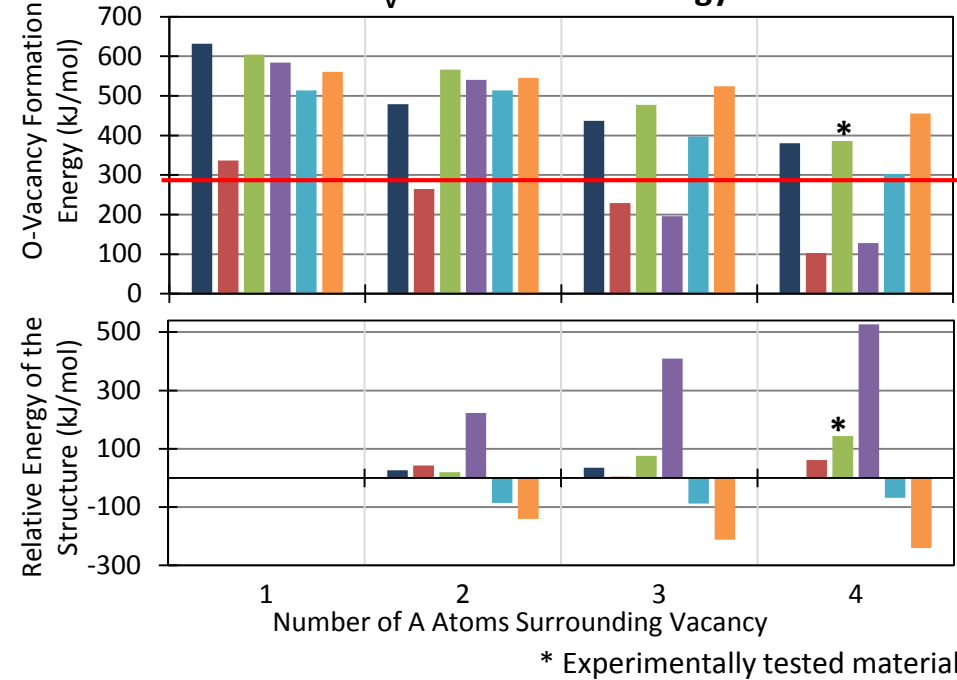 O-Vacancy Formation
Energy (kJ/mol)
700
600
500
400
300
200
100
0
*
Relative Energy of the
Structure (kJ/mol)
500
300
100
-100
-300
*
1 2 3 4
Number of A Atoms Surrounding Vacancy
* Experimentally tested material